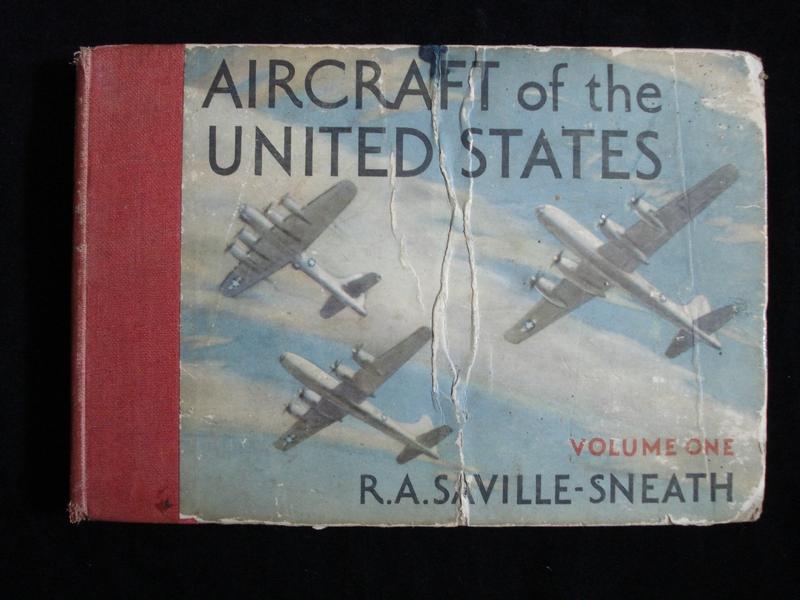 AIRCRAFT of the
UNITED STATES
VOLUME ONE
R.A.SAVILLE-SNEATH